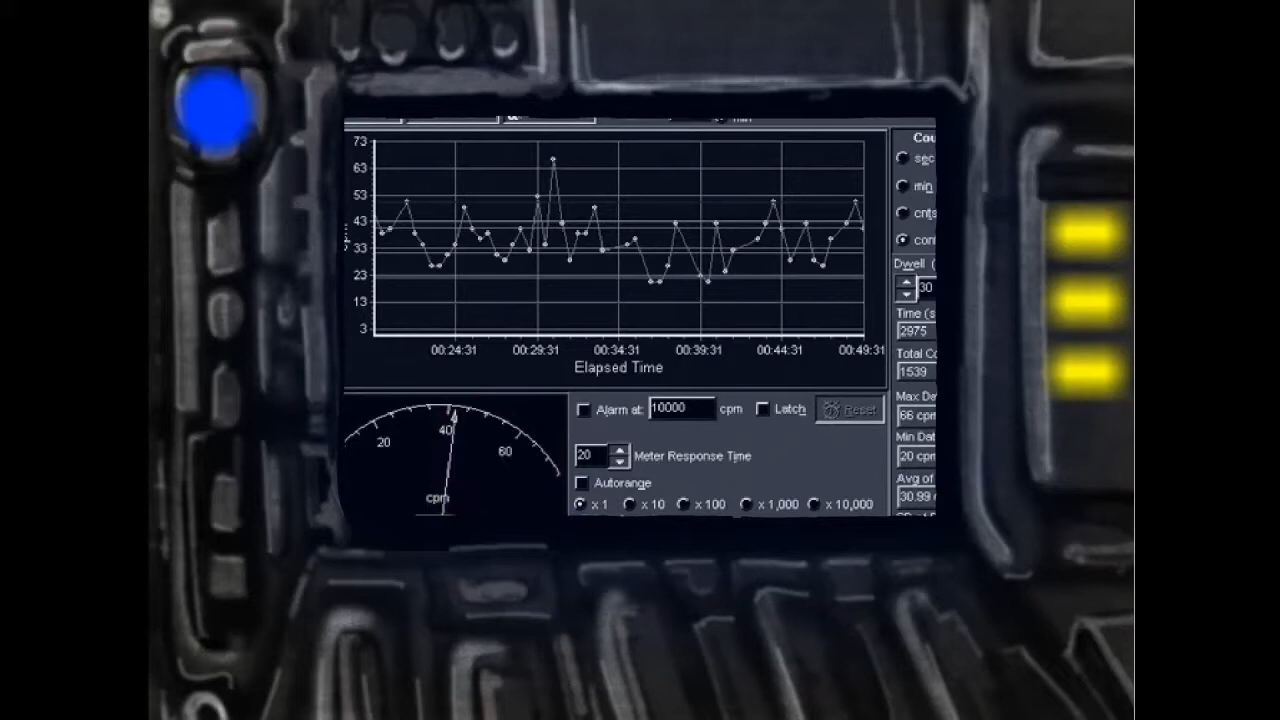 Cou
73
63
53
43
33
23
13
3
00:24:31 00:29:31 00:34:31 00:39:31 00:44:31 00:49:31
Elapsed Time
sec
min
cnts
con
Dwell (
30
Time (s
2975
Total Co
1539
Max Da
66 cpm
Min Dat
20 cpm
Avg of
30.99
20 40 60
cpm
Alarm at: 10000 cpm Latch Reset
20 Meter Response Time
Autorange
x 1 x 10 x 100 x 1,000 x 10,000